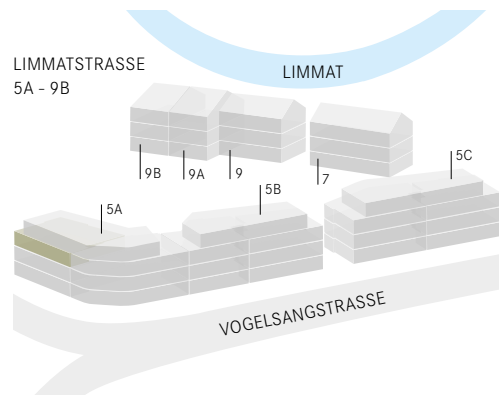 LIMMATSTRASSE
5A - 9B
LIMMAT
9B
9A
9
7
5C
5B
5A
VOGELSANGSTRASSE